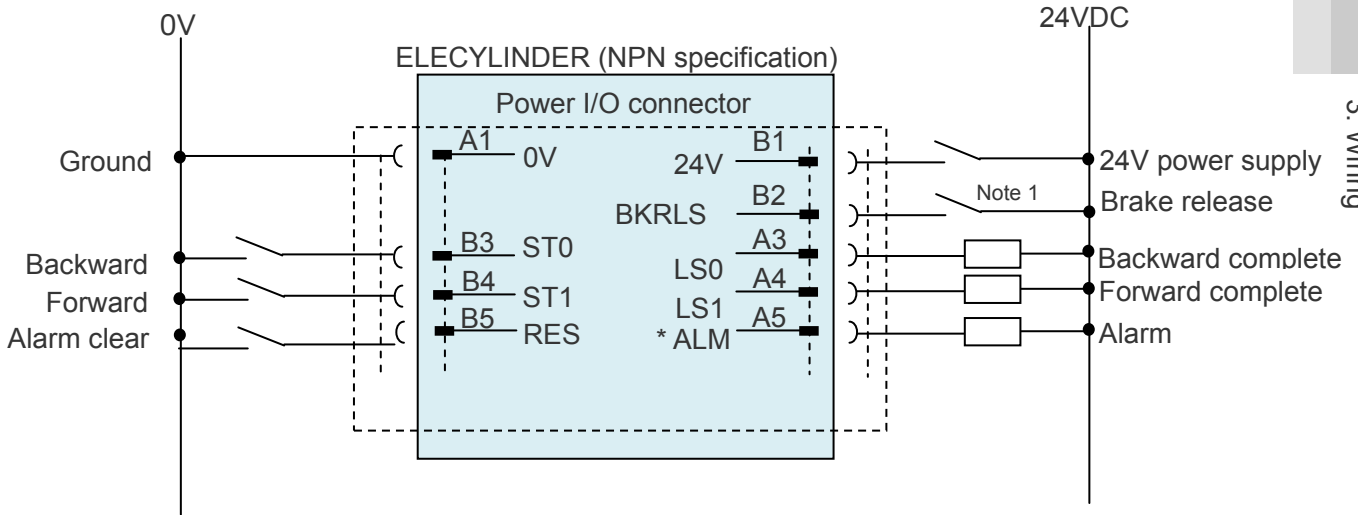 0V
24VDC
ELECYLINDER (NPN specification)
Power I/O connector
Ground
A1
0V
B1
24V
24V power supply
B2
BKRLS
Note 1
Brake release
Backward
B3
ST0
A3
LS0
Backward complete
Forward
B4
ST1
A4
LS1
Forward complete
Alarm clear
B5
RES
A5
* ALM
Alarm
3. Wiring